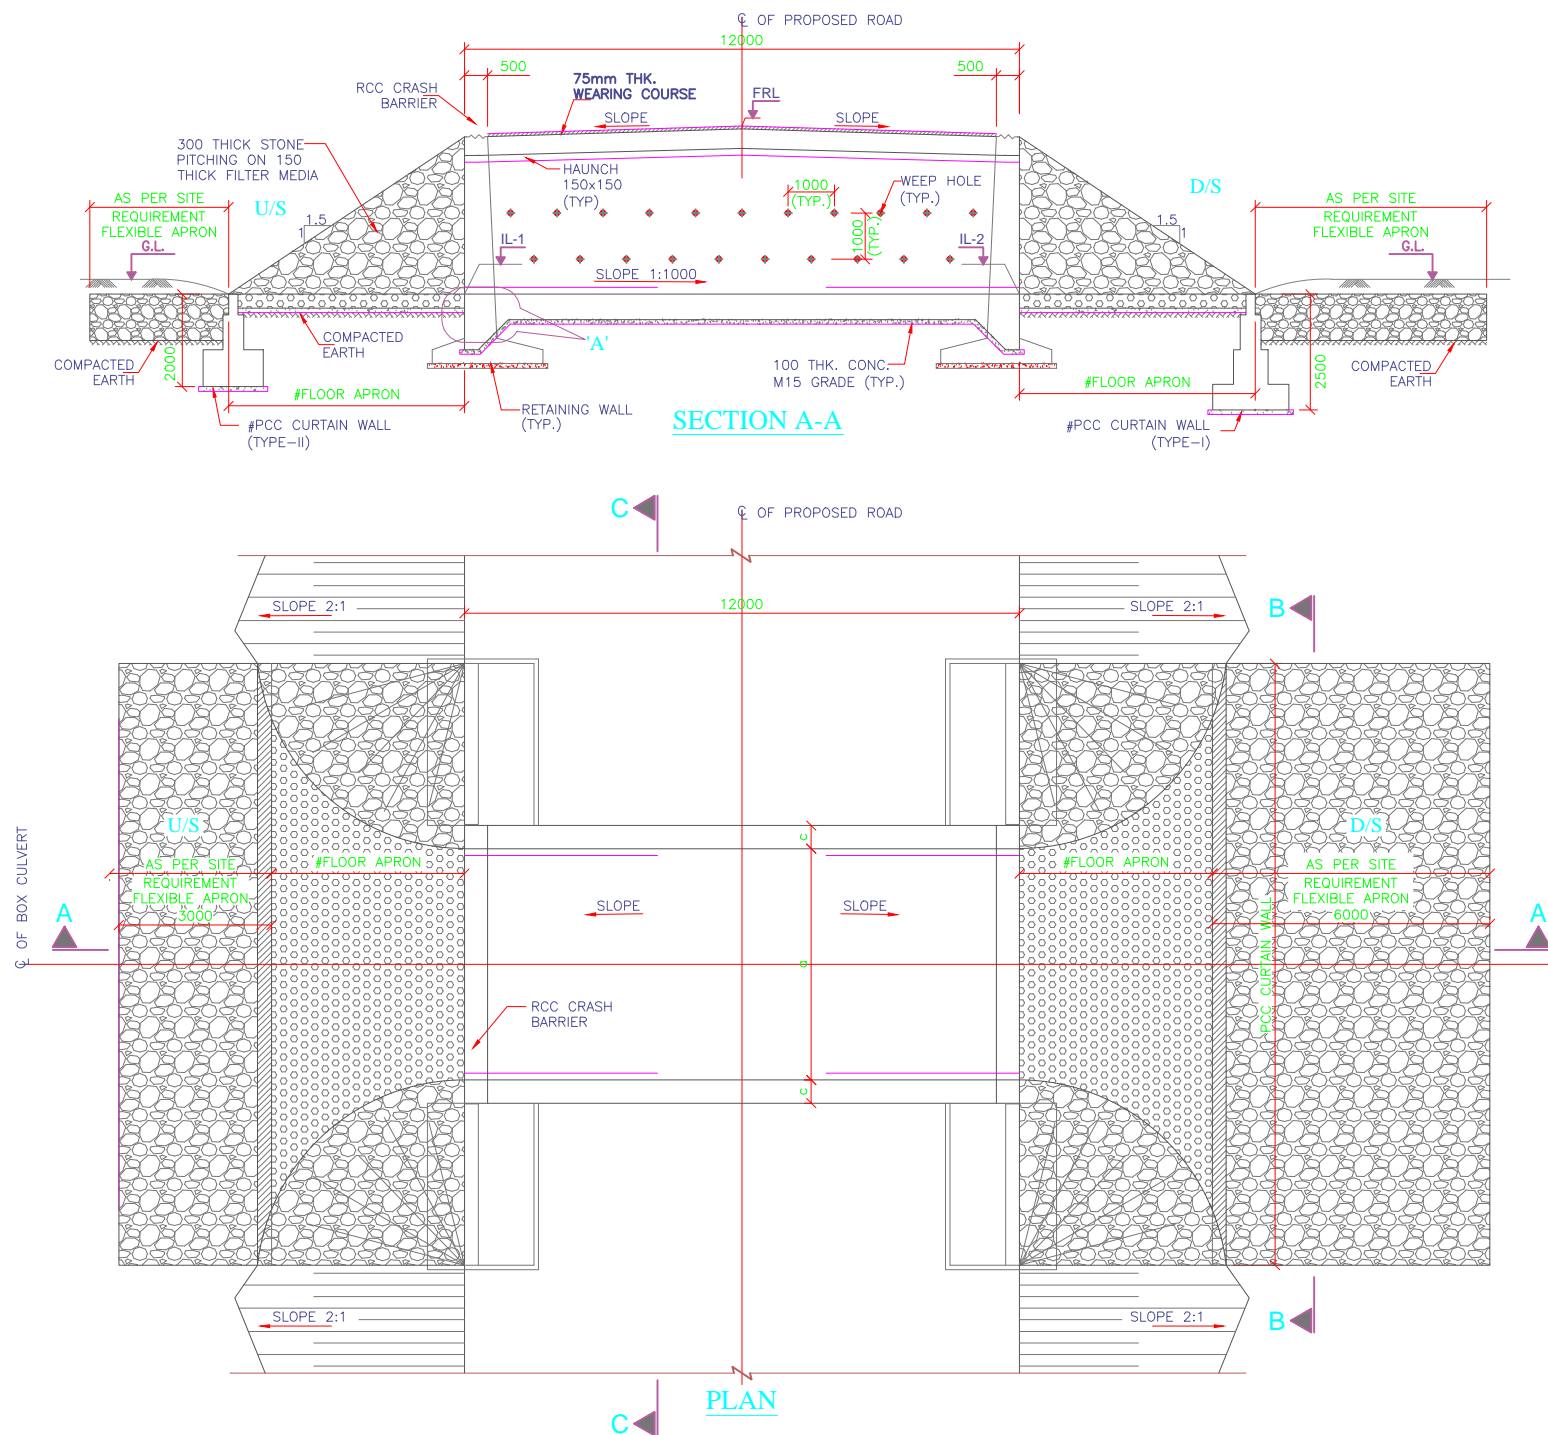 ℄ OF PROPOSED ROAD
12000
500
500
75mm THK.
WEARING COURSE
RCC CRASH
BARRIER
FRL
SLOPE
SLOPE
300 THICK STONE
PITCHING ON 150
THICK FILTER MEDIA
HAUNCH
150x150
(TYP)
1000
(TYP.)
WEEP HOLE
(TYP.)
D/S
AS PER SITE
REQUIREMENT
FLEXIBLE APRON
U/S
AS PER SITE
REQUIREMENT
FLEXIBLE APRON
1.5
1
1.5
1
1000
(TYP.)
G.L.
IL-1
IL-2
G.L.
SLOPE 1:1000
COMPACTED
EARTH
'A'
COMPACTED
EARTH
2000
100 THK. CONC.
M15 GRADE (TYP.)
COMPACTED
EARTH
2500
#FLOOR APRON
#FLOOR APRON
RETAINING WALL
(TYP.)
SECTION A-A
#PCC CURTAIN WALL
(TYPE-II)
#PCC CURTAIN WALL
(TYPE-I)
C
℄ OF PROPOSED ROAD
SLOPE 2:1
12000
SLOPE 2:1
B
U/S
D/S
c
AS PER SITE
REQUIREMENT
FLEXIBLE APRON
3000
#FLOOR APRON
#FLOOR APRON
AS PER SITE
REQUIREMENT
FLEXIBLE APRON
6000
℄ OF BOX CULVERT
A
SLOPE
SLOPE
A
PCC CURTAIN WALL
d
RCC CRASH
BARRIER
c
SLOPE 2:1
SLOPE 2:1
B
PLAN
C